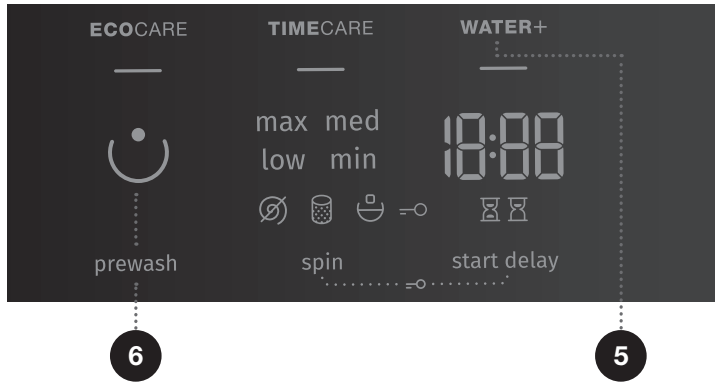 ECOCARE TIMECARE WATER+
max med
low min
18:88
prewash spin start delay
6 5